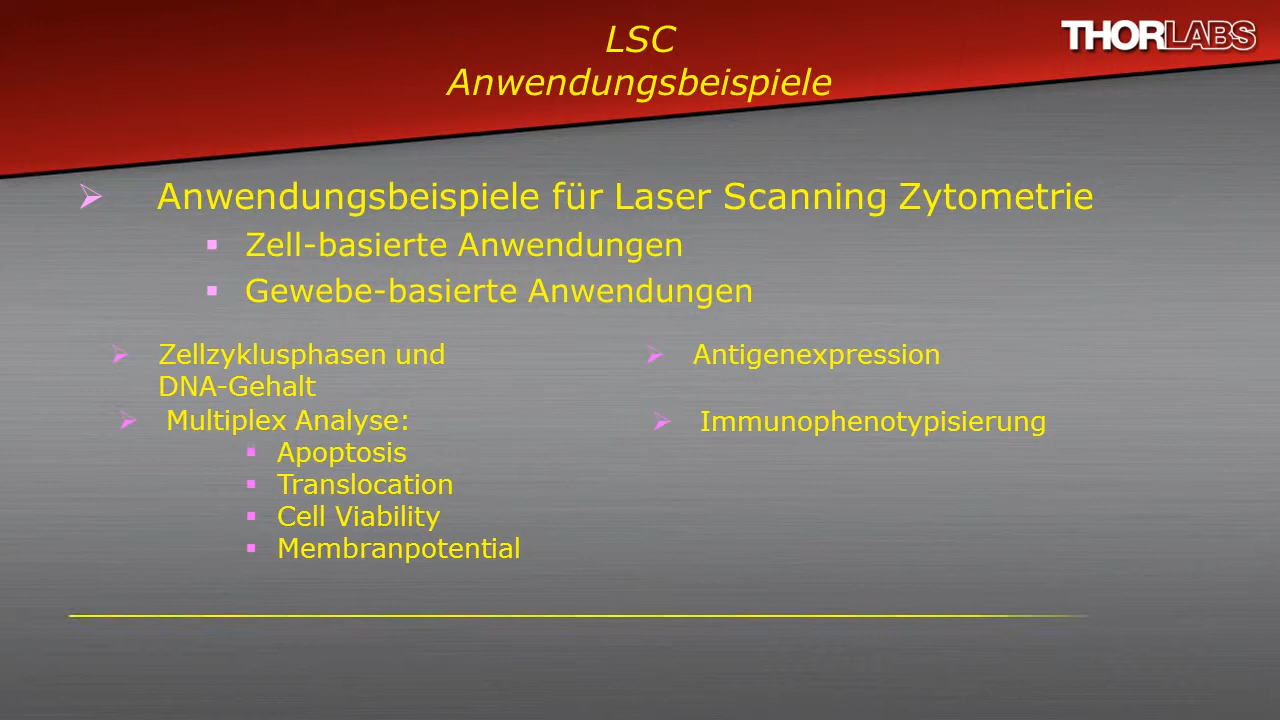 LSC
Anwendungsbeispiele
THORLABS
Anwendungsbeispiele für Laser Scanning Zytometrie
Zell-basierte Anwendungen
Gewebe-basierte Anwendungen
Zellzyklusphasen und
DNA-Gehalt
Multiplex Analyse:
Apoptosis
Translocation
Cell Viability
Membranpotential
Antigenexpression
Immunophenotypisierung